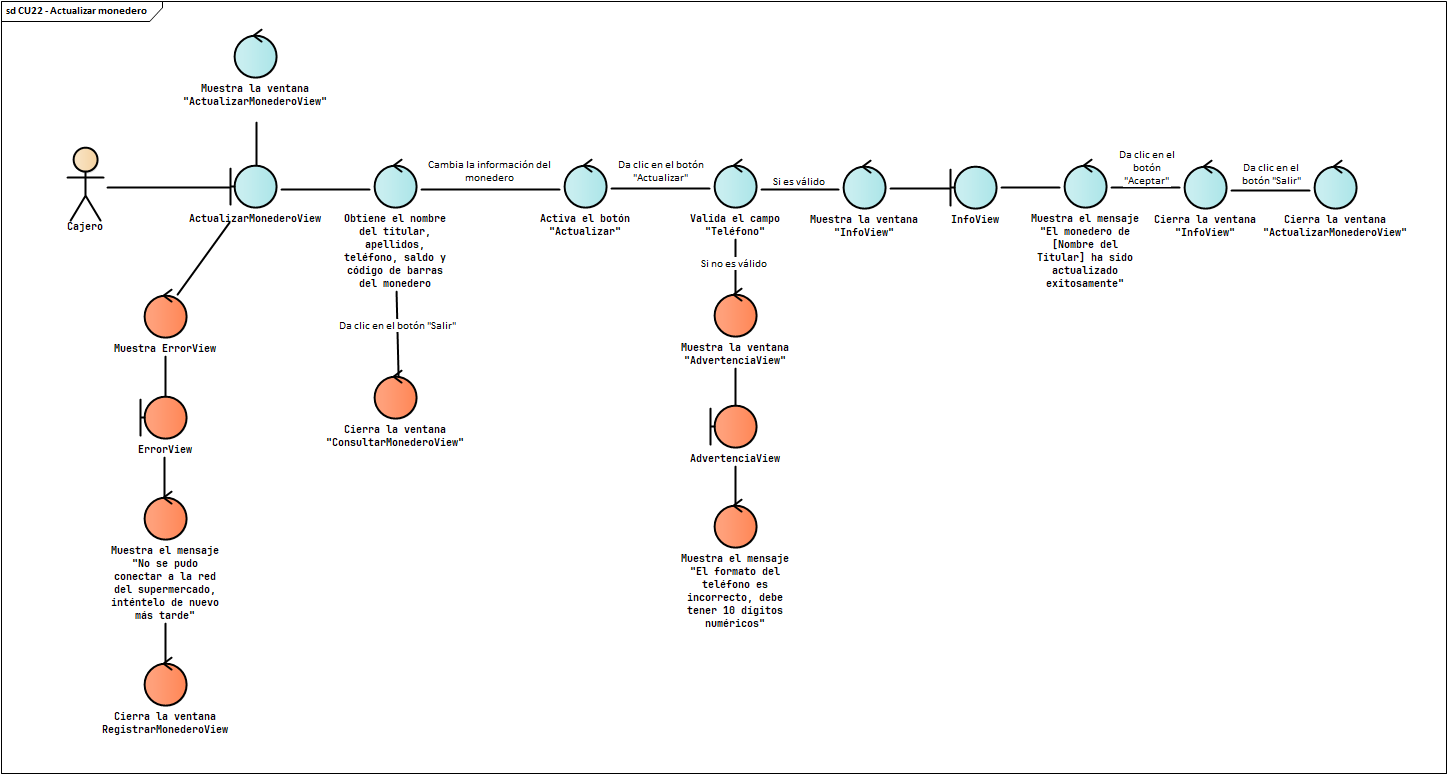 sd CU22 - Actualizar monedero
Muestra la ventana
"ActualizarMonederoView"
Cajero
ActualizarMonederoView
Obtiene el nombre
del titular,
apellidos,
teléfono, saldo y
código de barras
del monedero
Cambia la información del
monedero
Activa el botón
"Actualizar"
Da clic en el botón
"Actualizar"
Valida el campo
"Teléfono"
Si es válido
Muestra la ventana
"InfoView"
InfoView
Muestra el mensaje
"El monedero de
[Nombre del
Titular] ha sido
actualizado
exitosamente"
Da clic en el
botón
"Aceptar"
Cierra la ventana
"InfoView"
Da clic en el
botón "Salir"
Cierra la ventana
"ActualizarMonederoView"
Muestra ErrorView
ErrorView
Muestra el mensaje
"No se pudo
conectar a la red
del supermercado,
inténtelo de nuevo
más tarde"
Cierra la ventana
RegistrarMonederoView
Da clic en el botón "Salir"
Cierra la ventana
"ConsultarMonederoView"
Si no es válido
Muestra la ventana
"AdvertenciaView"
AdvertenciaView
Muestra el mensaje
"El formato del
teléfono es
incorrecto, debe
tener 10 dígitos
numéricos"